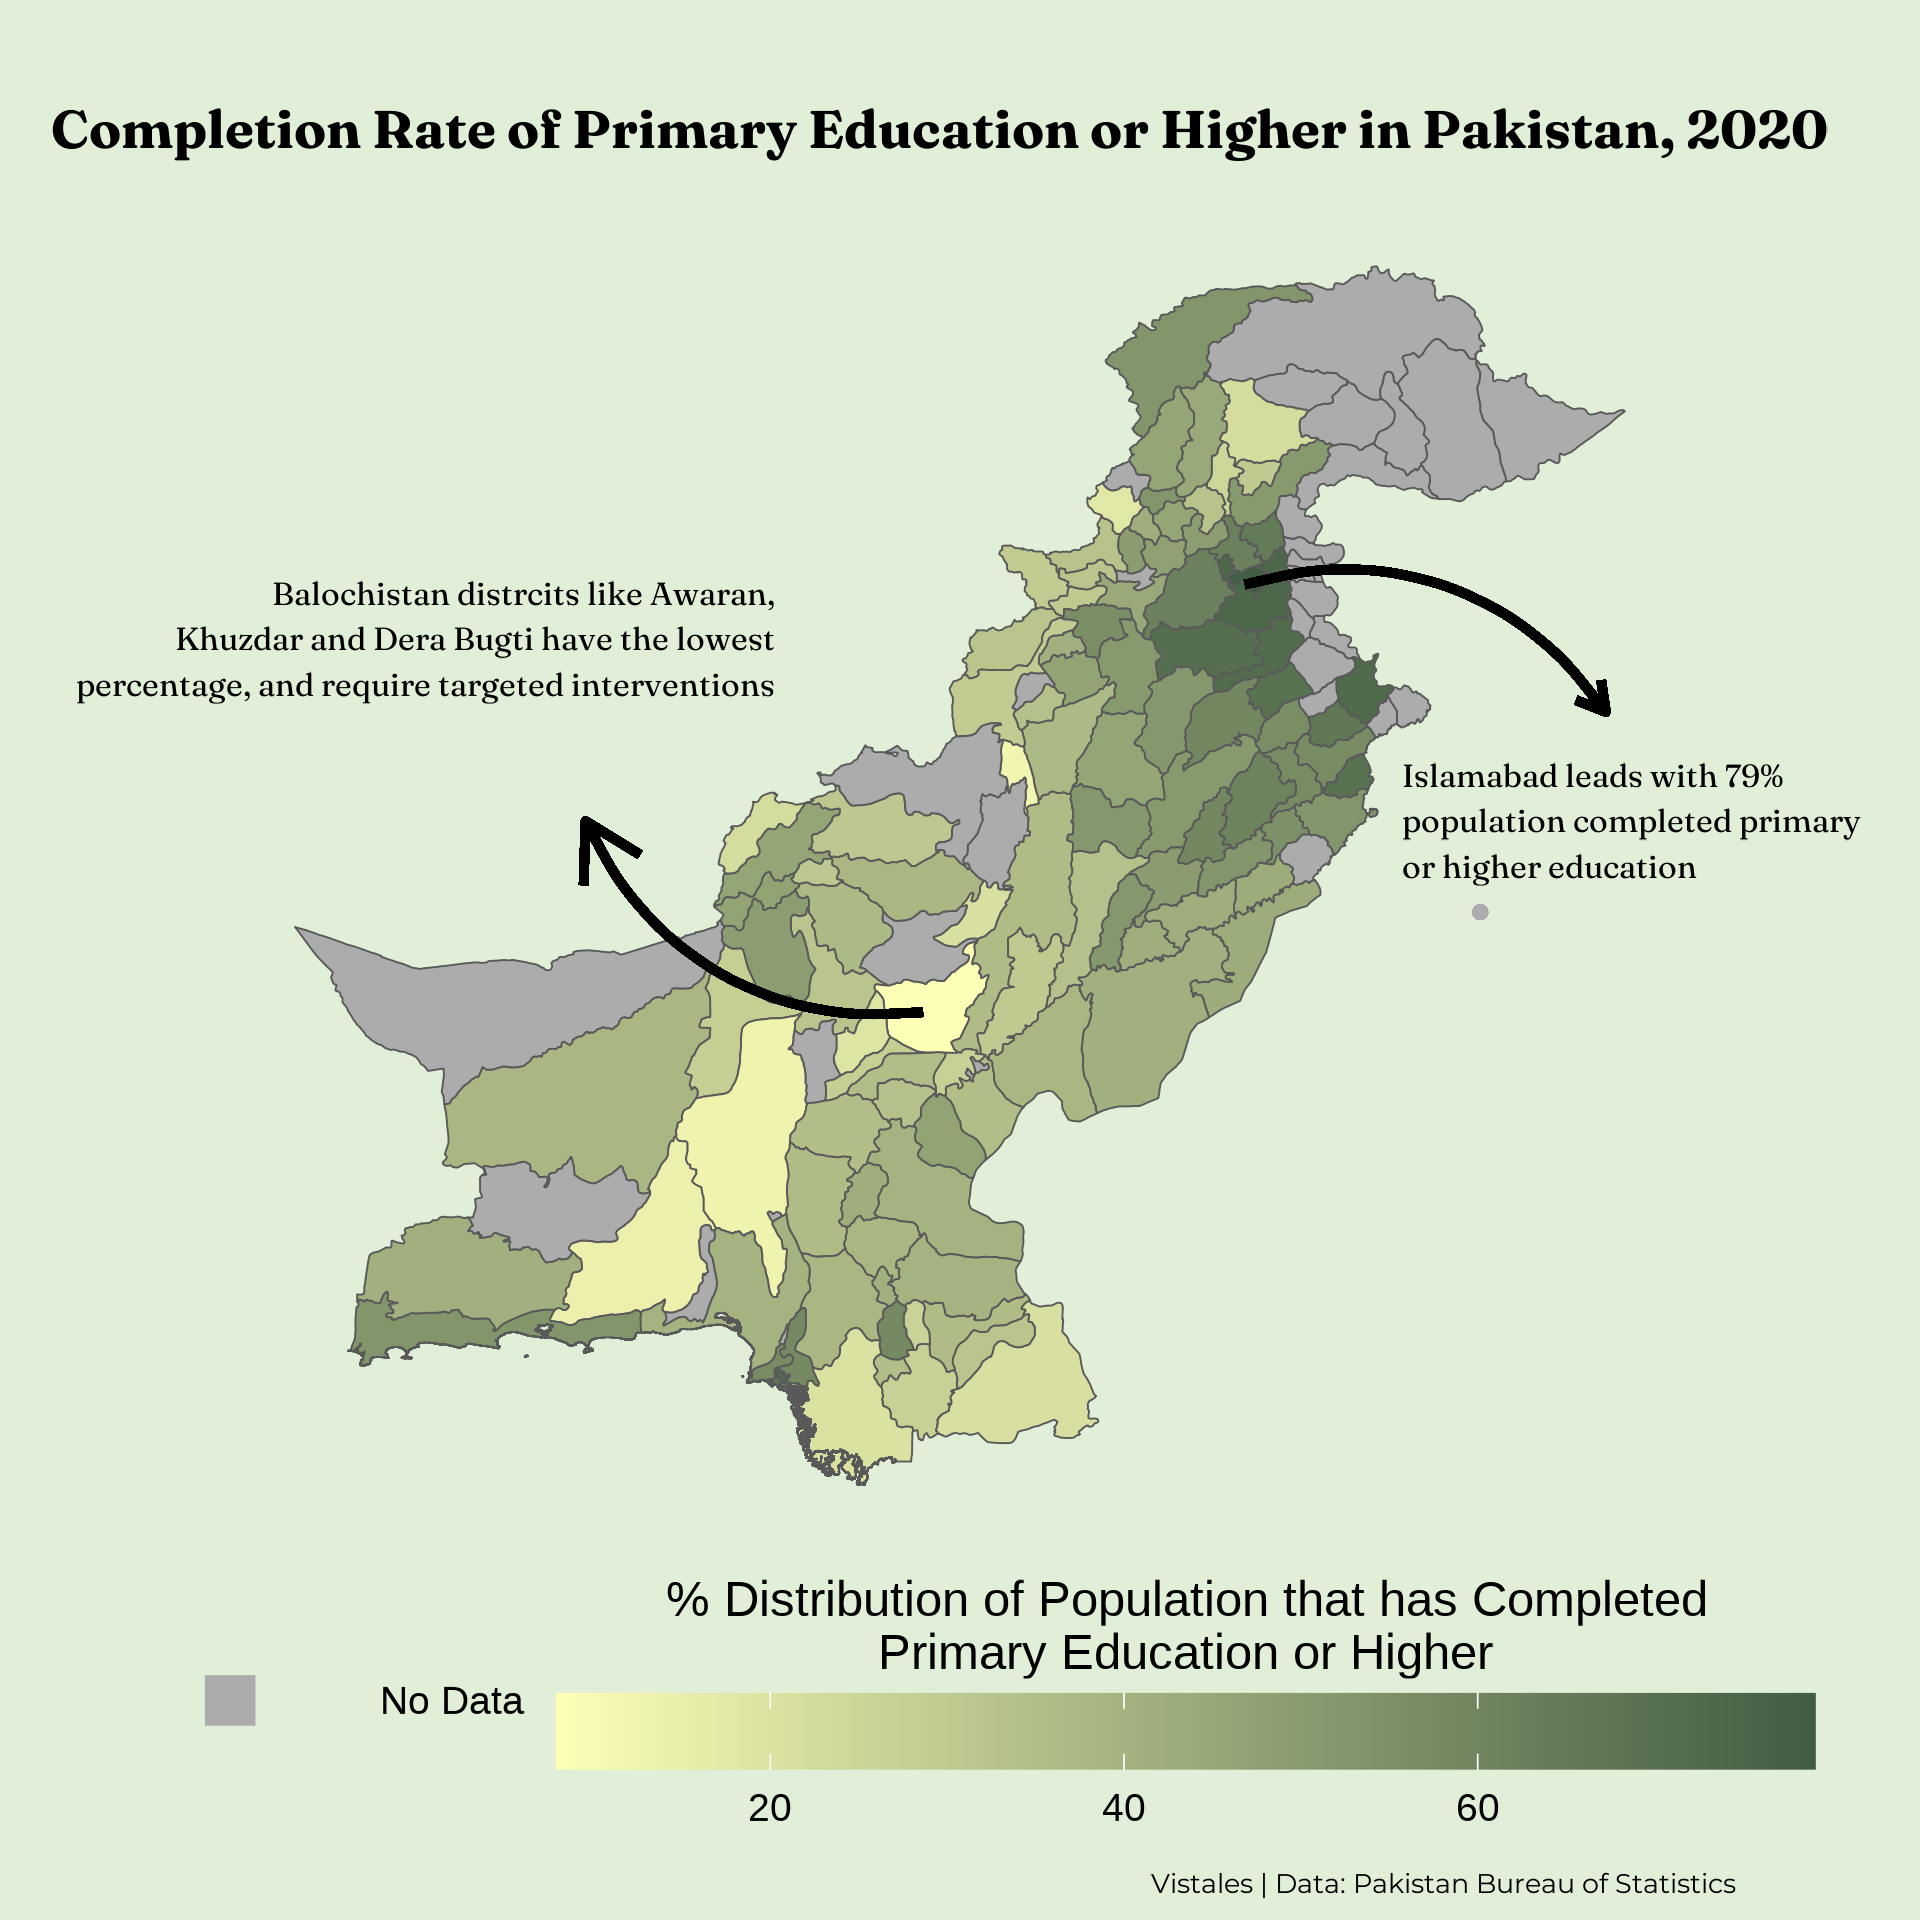 Completion Rate of Primary Education or Higher in Pakistan, 2020
Balochistan distrcits like Awaran,
Khuzdar and Dera Bugti have the lowest
percentage, and require targeted interventions
Islamabad leads with 79%
population completed primary
or higher education
% Distribution of Population that has Completed
Primary Education or Higher
No Data
20 40 60
Vistales | Data: Pakistan Bureau of Statistics